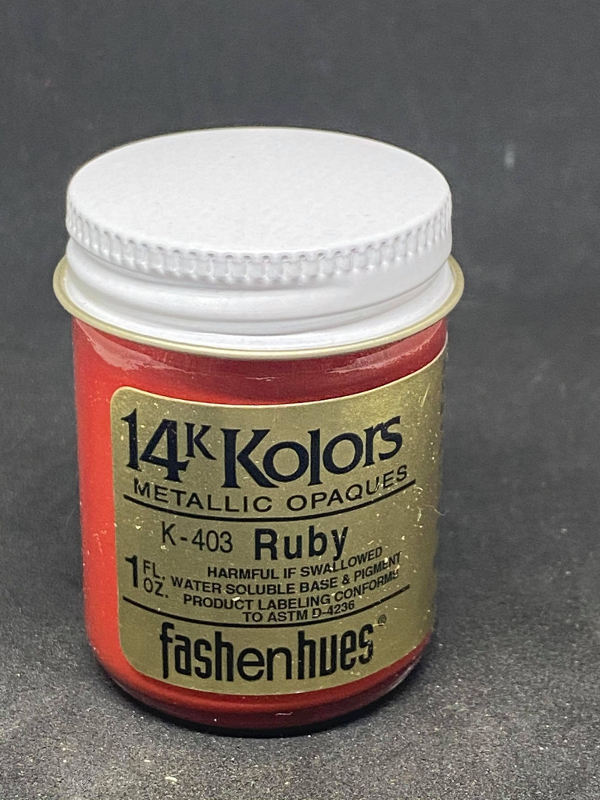 14K Kolors
METALLIC OPAQUES
K-403 Ruby
1 FL. OZ.
HARMFUL IF SWALLOWED
WATER SOLUBLE BASE & PIGMENT
PRODUCT LABELING CONFORMS
TO ASTM D-4236
fashenhues®